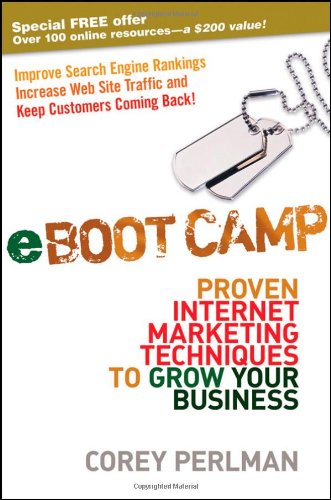 Special FREE offer
Over 100 online resources—a $200 value!
Improve Search Engine Rankings
Increase Web Site Traffic and
Keep Customers Coming Back!
eBOOT CAMP
PROVEN
INTERNET
MARKETING
TECHNIQUES
TO GROW YOUR
BUSINESS
COREY PERLMAN